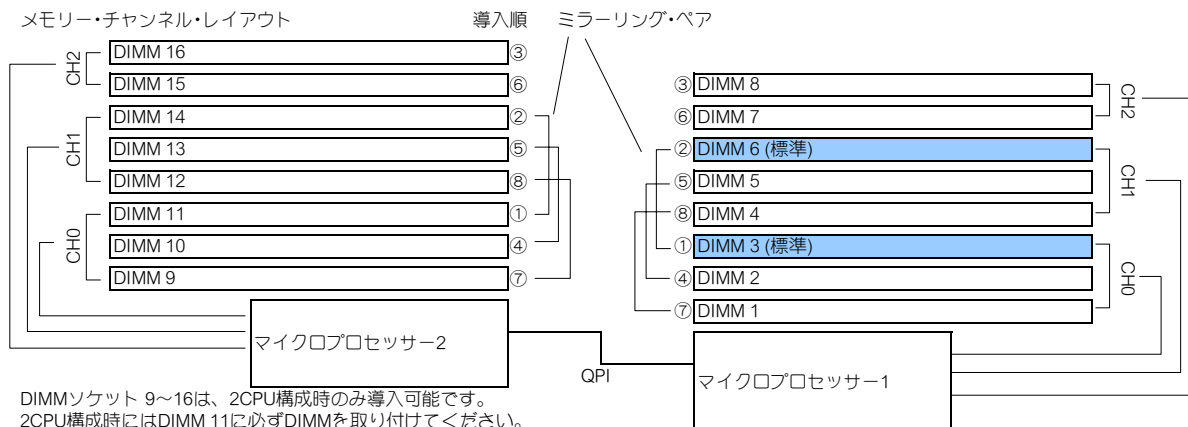 メモリー・チャンネル・レイアウト 導入順 ミラーリング・ペア
CH2
DIMM 16 ③
DIMM 15 ⑥
CH1
DIMM 14 ②
DIMM 13 ⑤
DIMM 12 ⑧
CH0
DIMM 11 ①
DIMM 10 ④
DIMM 9 ⑦
マイクロプロセッサー2
③ DIMM 8
⑥ DIMM 7
CH2
② DIMM 6 (標準)
⑤ DIMM 5
⑧ DIMM 4
CH1
① DIMM 3 (標準)
④ DIMM 2
⑦ DIMM 1
CH0
QPI
マイクロプロセッサー1
DIMMソケット 9～16は、2CPU構成時のみ導入可能です。
2CPU構成時にはDIMM 11に必ずDIMMを取り付けてください。